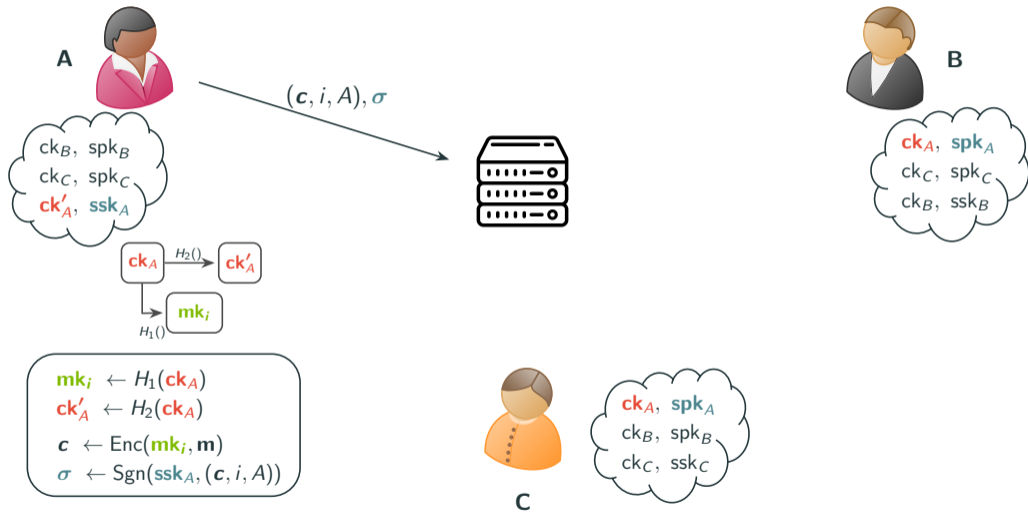 A
B
(c, i, A), σ
ck_B, spk_B
ck_C, spk_C
ck'_A, ssk_A
ck_A, spk_A
ck_C, spk_C
ck_B, ssk_B
ck_A
H_2()
ck'_A
mk_i
H_1()
mk_i ← H_1(ck_A)
ck'_A ← H_2(ck_A)
c ← Enc(mk_i, m)
σ ← Sgn(ssk_A, (c, i, A))
ck_A, spk_A
ck_B, spk_B
ck_C, ssk_C
C